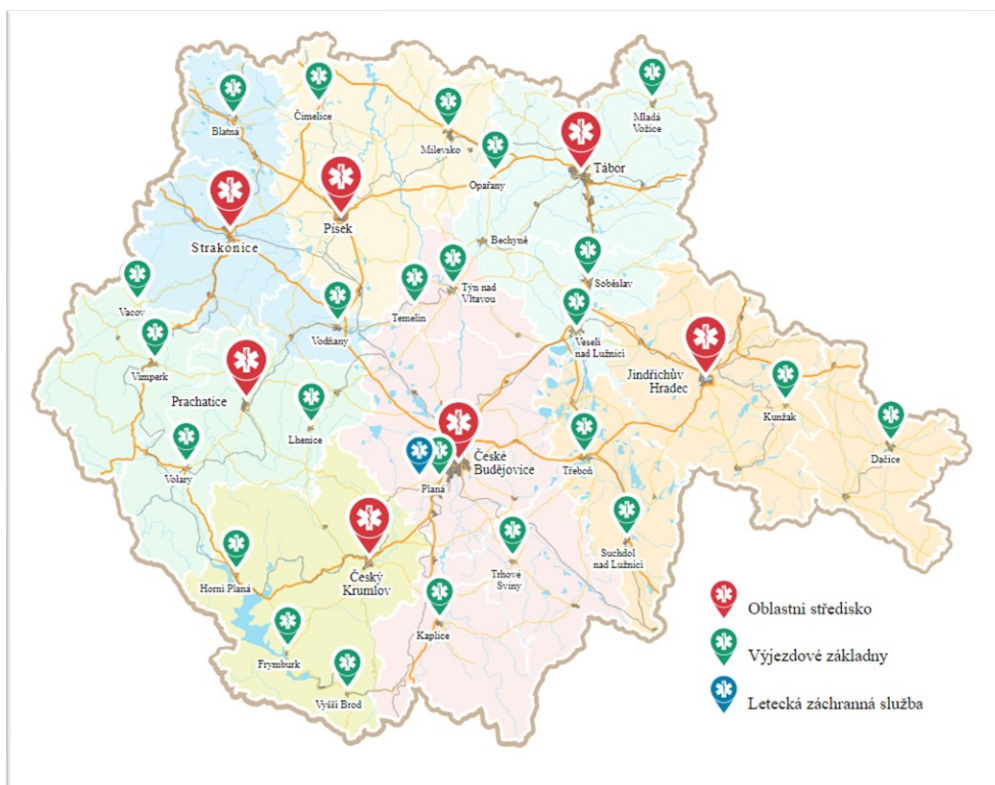 Blatná
Čimelice
Milevsko
Mladá
Vožice
Opařany
Tábor
Strakonice
Písek
Bechyně
Vacov
Temelín
Týn nad
Vltavou
Soběslav
Vodňany
Veselí
nad Lužnicí
Vimperk
Jindřichův
Hradec
Prachatice
Lhenice
Kunžak
Dačice
Volary
Planá
České
Budějovice
Třeboň
Horní Planá
Český
Krumlov
Trhové
Sviny
Suchdol
nad Lužnicí
Kaplice
Frymburk
Vyšší Brod
Oblastní středisko
Výjezdové základny
Letecká záchranná služba